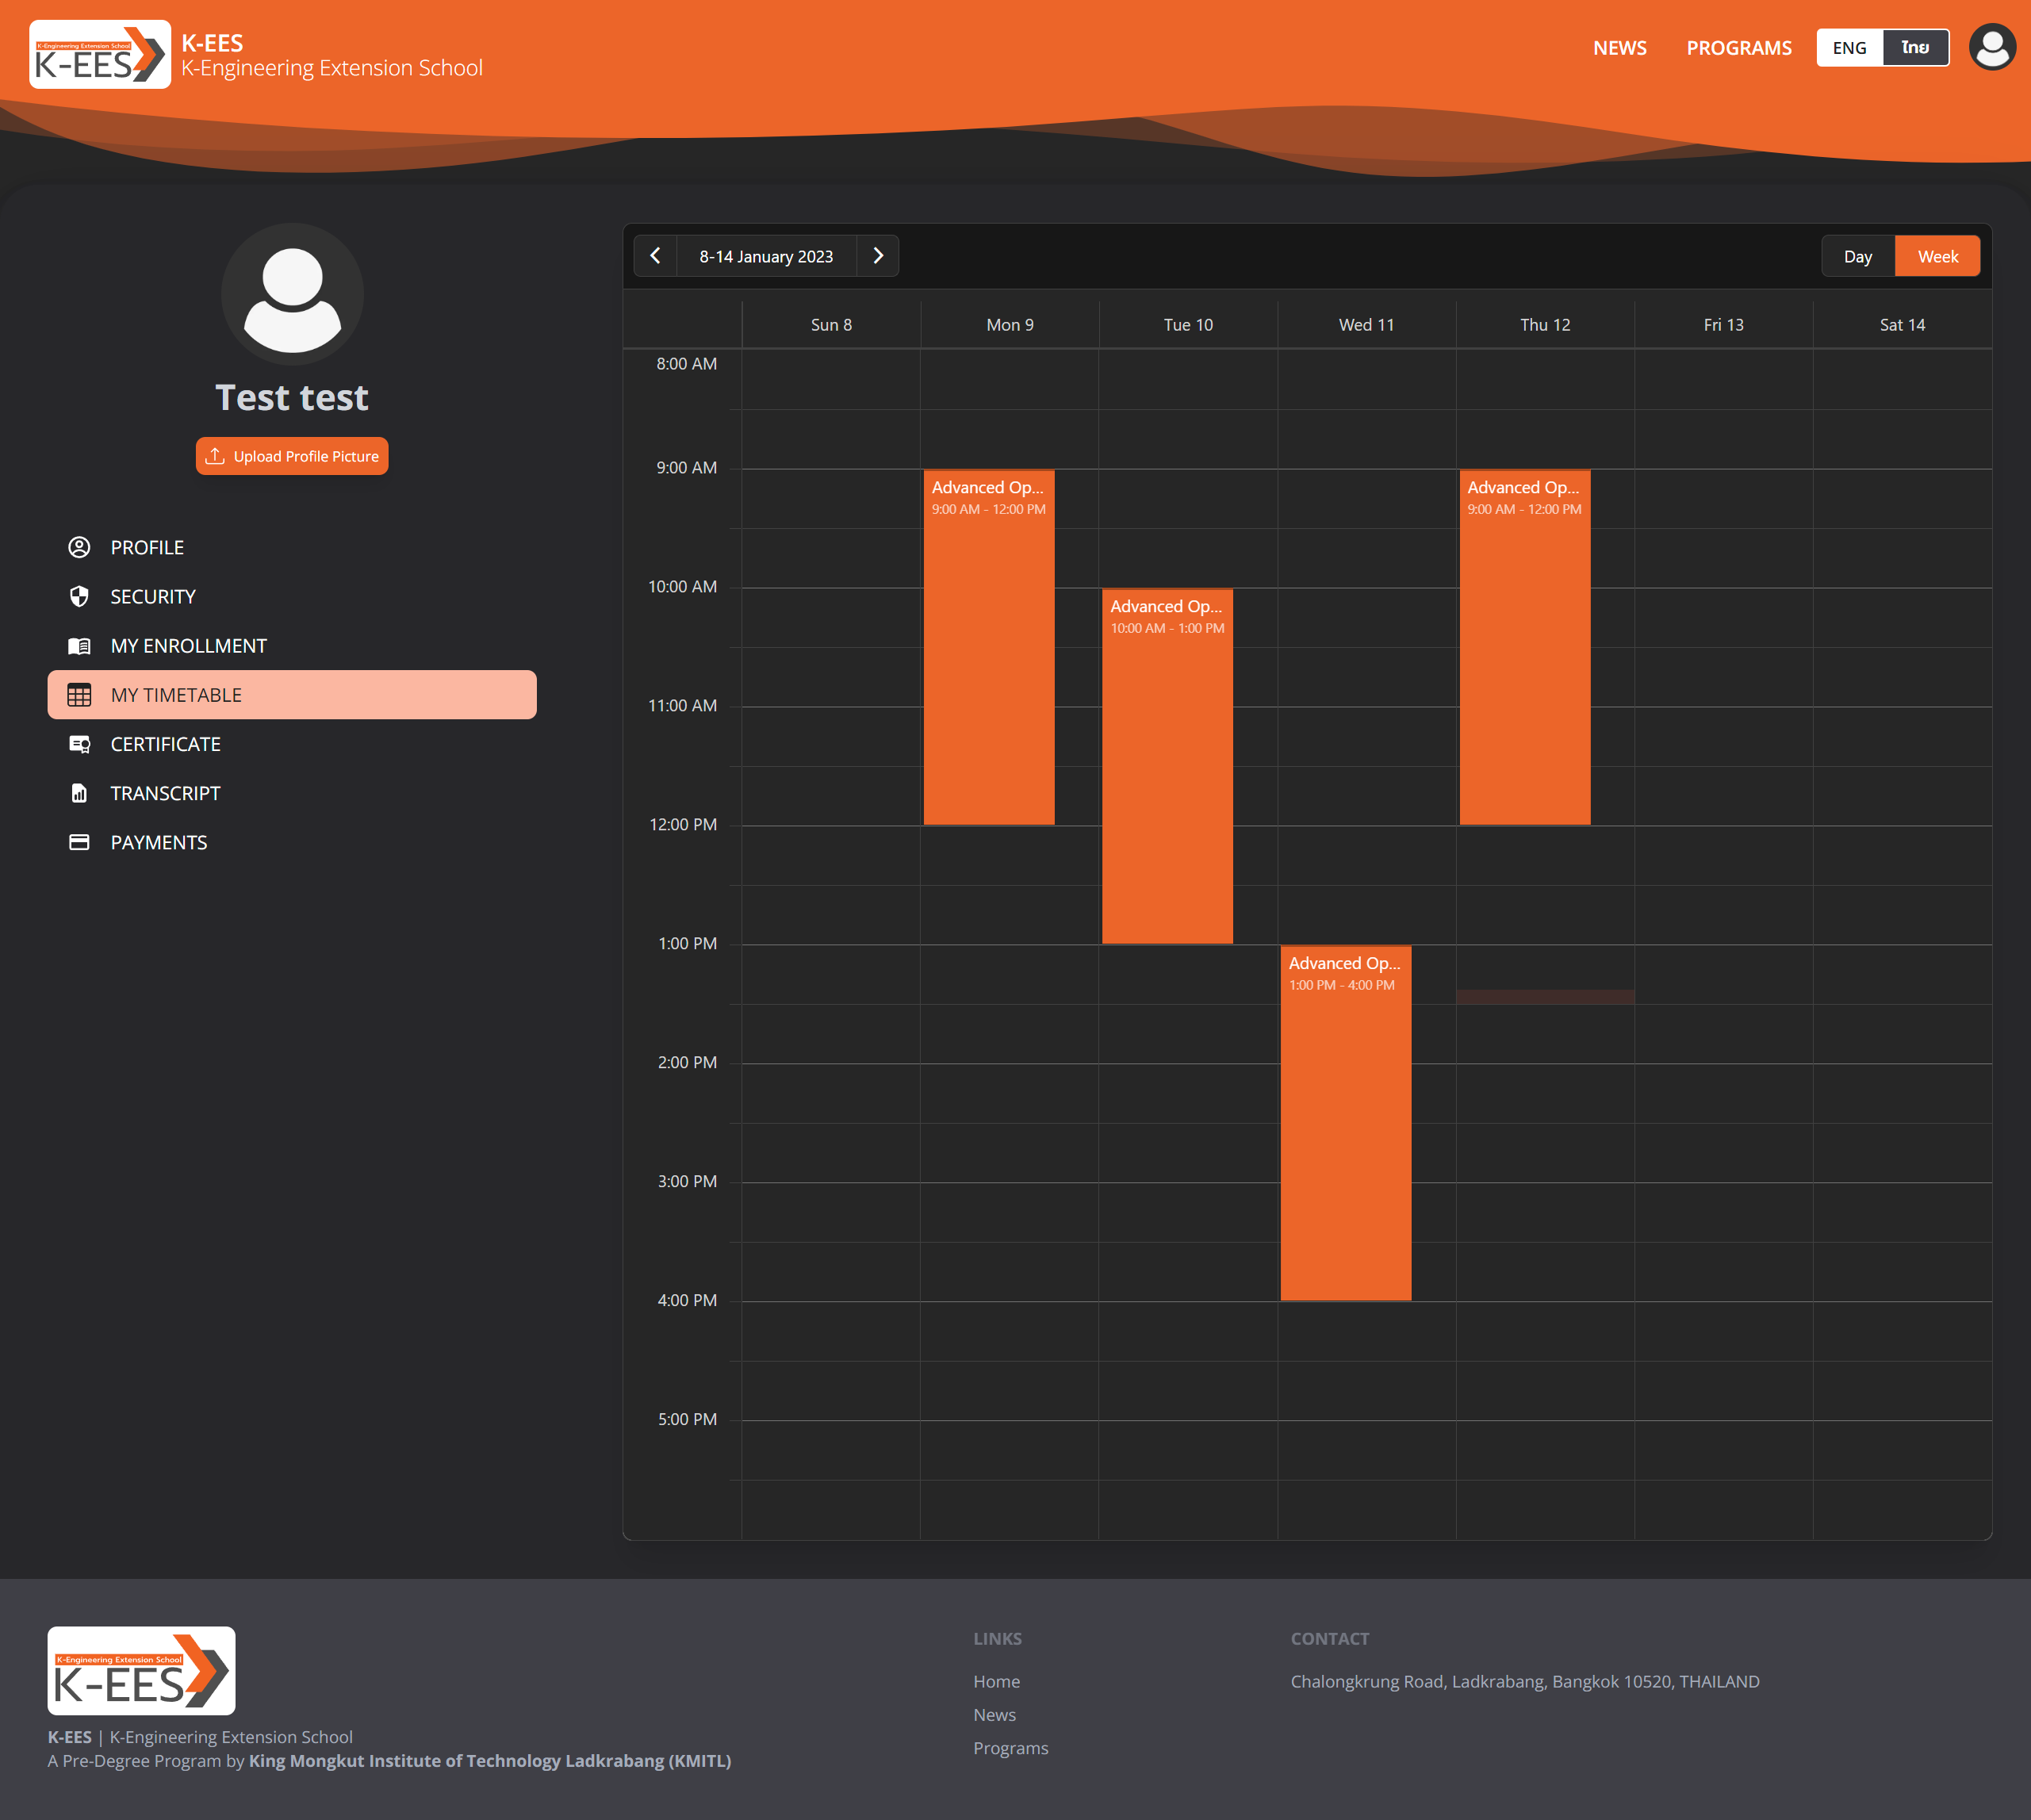 K-Engineering Extension School
K-EES
K-EES
K-Engineering Extension School
NEWS
PROGRAMS
ENG
ไทย
Test test
Upload Profile Picture
PROFILE
SECURITY
MY ENROLLMENT
MY TIMETABLE
CERTIFICATE
TRANSCRIPT
PAYMENTS
8-14 January 2023
Day
Week
Sun 8
Mon 9
Tue 10
Wed 11
Thu 12
Fri 13
Sat 14
8:00 AM
9:00 AM
10:00 AM
11:00 AM
12:00 PM
1:00 PM
2:00 PM
3:00 PM
4:00 PM
5:00 PM
Advanced Op...
9:00 AM - 12:00 PM
Advanced Op...
10:00 AM - 1:00 PM
Advanced Op...
1:00 PM - 4:00 PM
Advanced Op...
9:00 AM - 12:00 PM
K-Engineering Extension School
K-EES
K-EES | K-Engineering Extension School
A Pre-Degree Program by King Mongkut Institute of Technology Ladkrabang (KMITL)
LINKS
Home
News
Programs
CONTACT
Chalongkrung Road, Ladkrabang, Bangkok 10520, THAILAND